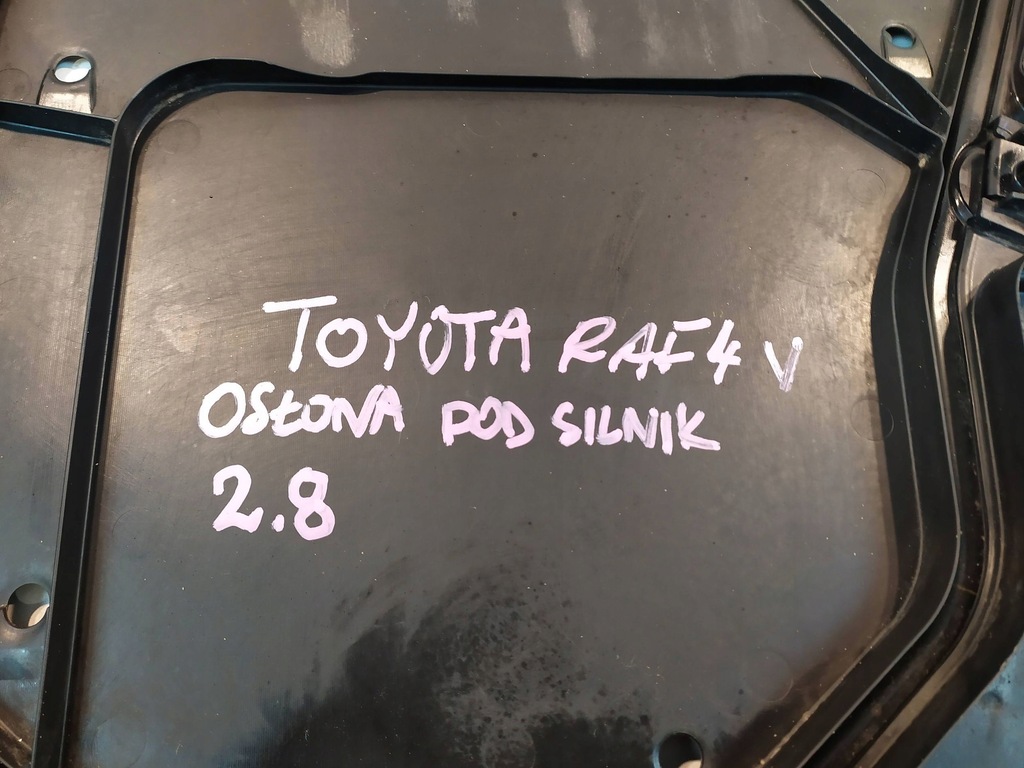 TOYOTA RAF4 V
OSŁONA POD SILNIK
2.8